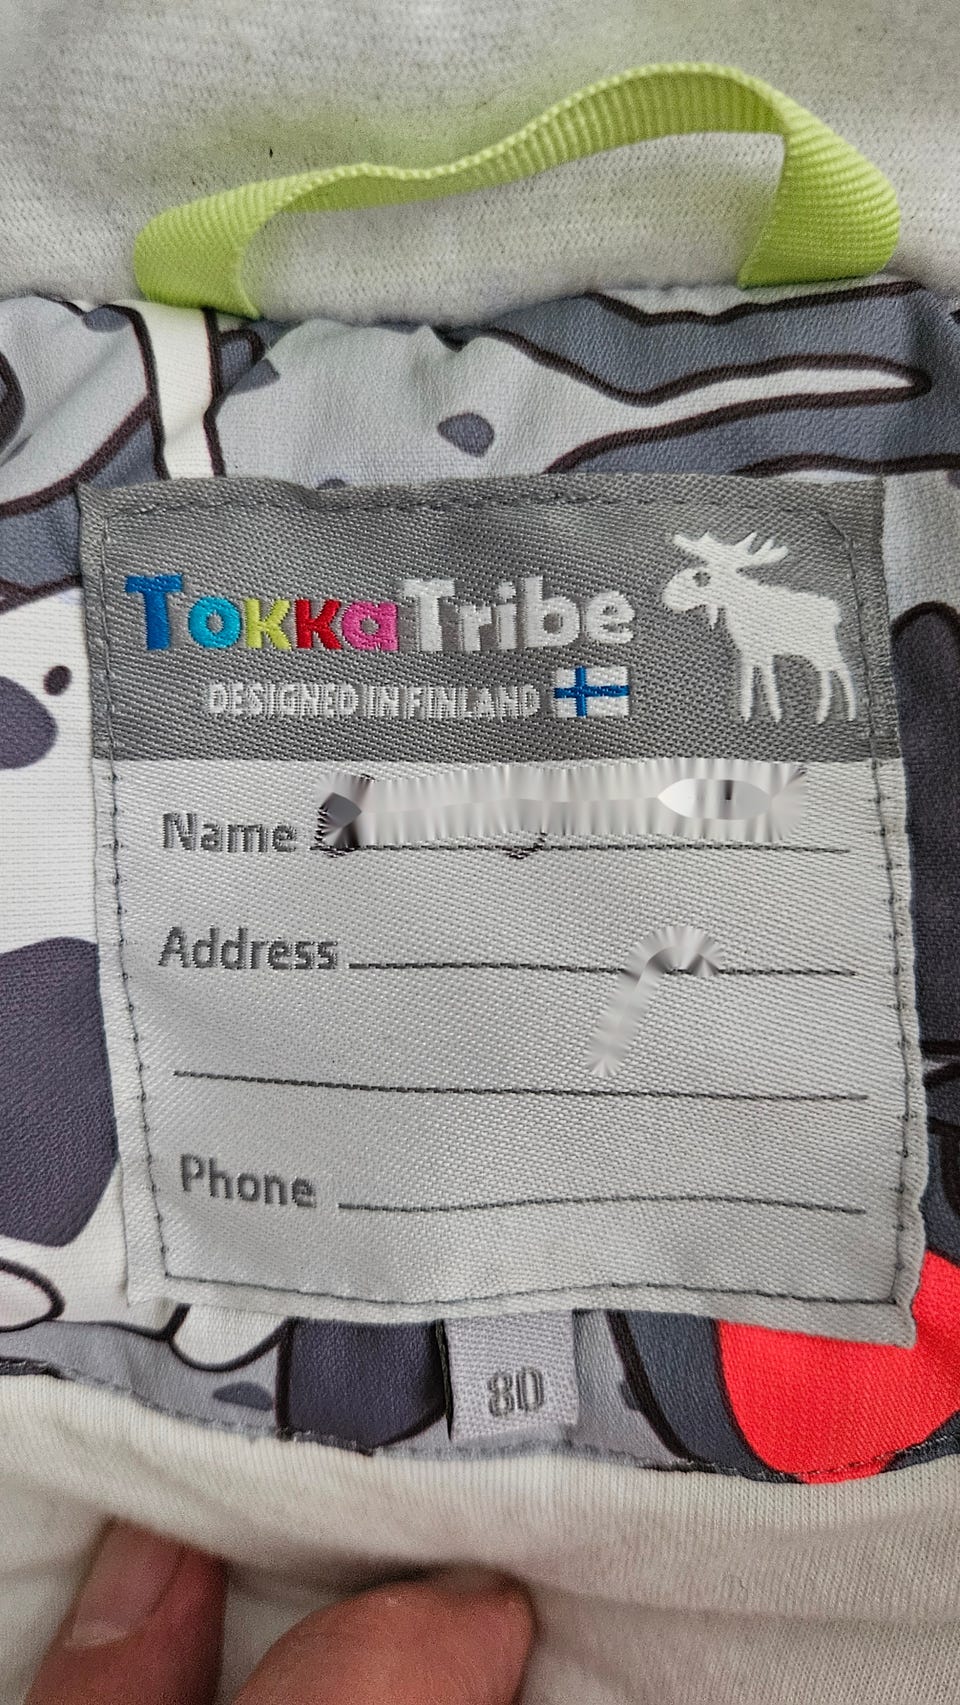 TOKKaTribe
DESIGNED IN FINLAND
Name
Address
Phone
80